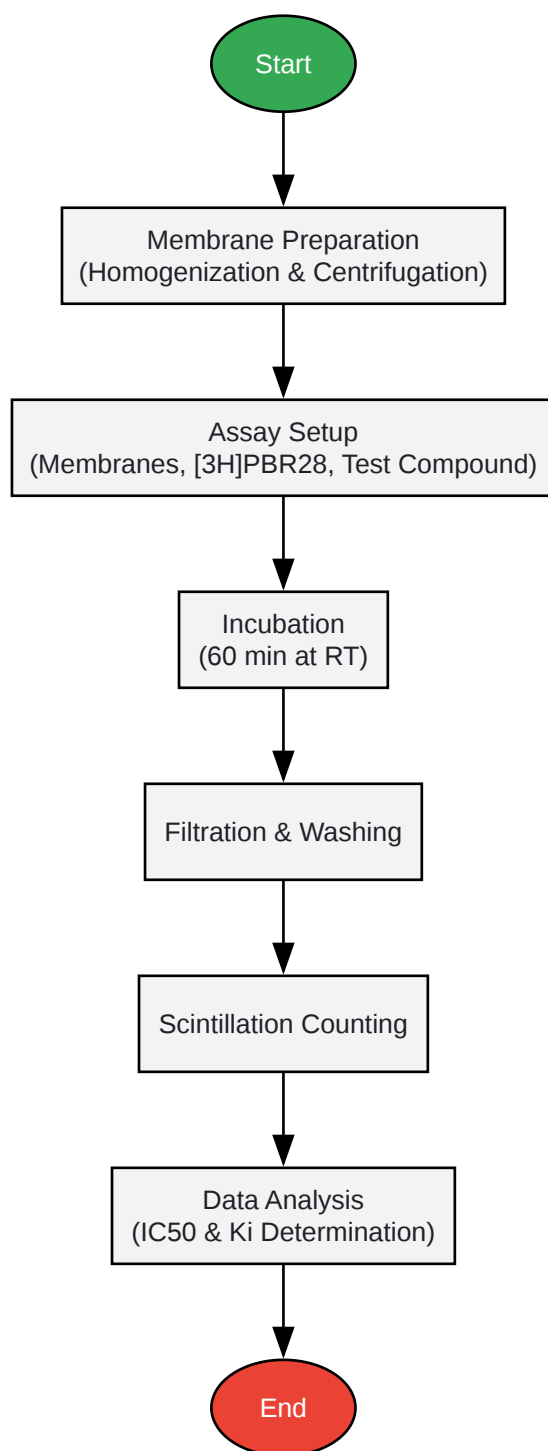 Start
Membrane Preparation
(Homogenization & Centrifugation)
Assay Setup
(Membranes, [3H]PBR28, Test Compound)
Incubation
(60 min at RT)
Filtration & Washing
Scintillation Counting
Data Analysis
(IC50 & Ki Determination)
End